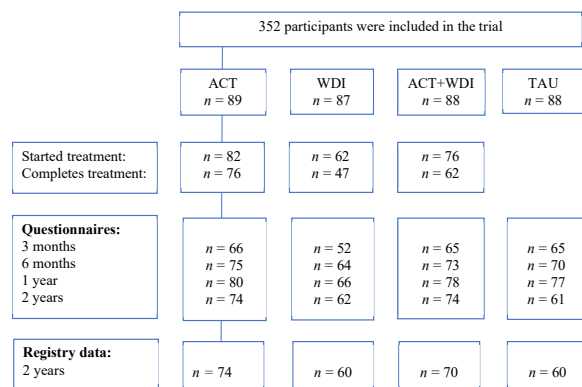 352 participants were included in the trial
ACT WDI ACT+WDI TAU
n = 89 n = 87 n = 88 n = 88
Started treatment: n = 82 n = 62 n = 76
Completes treatment: n = 76 n = 47 n = 62
Questionnaires:
3 months n = 66 n = 52 n = 65 n = 65
6 months n = 75 n = 64 n = 73 n = 70
1 year n = 80 n = 66 n = 78 n = 77
2 years n = 74 n = 62 n = 74 n = 61
Registry data:
2 years n = 74 n = 60 n = 70 n = 60